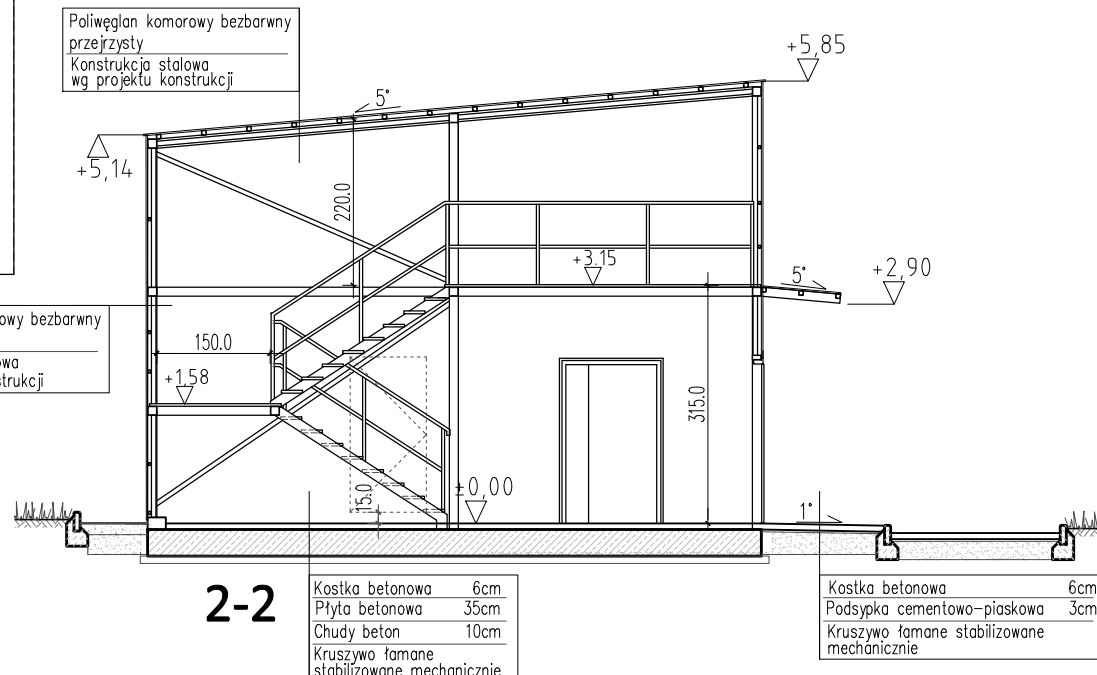 Poliwęglan komorowy bezbarwny
przejrzysty
Konstrukcja stalowa
wg projektu konstrukcji
+5,85
5°
+5,14
220.0
+3.15
5°
+2,90
bezbarwny
150.0
+1,58
315.0
15.0
±0,00
1°
2-2
Kostka betonowa 6cm
Płyta betonowa 35cm
Chudy beton 10cm
Kruszywo łamane
stabilizowane mechanicznie
Kostka betonowa 6cm
Podsypka cementowo-piaskowa 3cm
Kruszywo łamane stabilizowane
mechanicznie